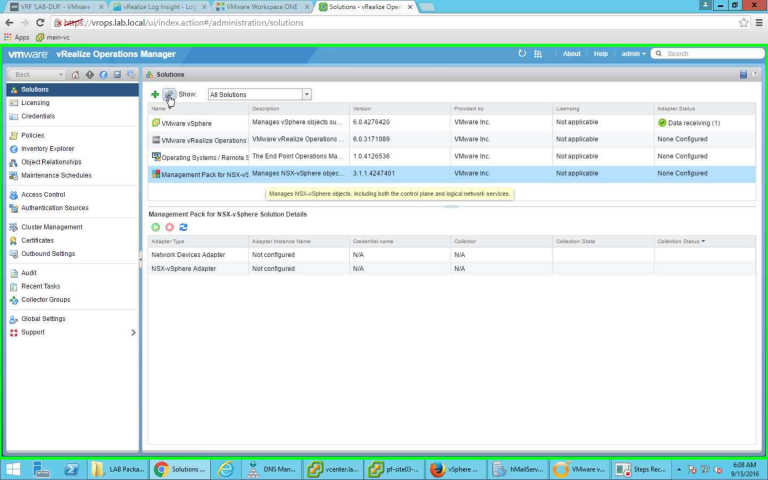 VRF 'LAB-DLR' - VMwarv
vRealize Log Insight - Log
VMware Workspace ONE
Solutions - vRealize Oper
https://vrops.lab.local/ui/index.action#/administration/solutions
Apps
main-vc
vmware vRealize Operations Manager
About
Help
admin
Search
Back
Solutions
Licensing
Credentials
Policies
Inventory Explorer
Object Relationships
Maintenance Schedules
Access Control
Authentication Sources
Cluster Management
Certificates
Outbound Settings
Audit
Recent Tasks
Collector Groups
Global Settings
Support
Solutions
Show: All Solutions
Name Description Version Provided by Licensing Adapter Status
VMware vSphere Manages vSphere objects su... 6.0.4276420 VMware Inc. Not applicable Data receiving (1)
VMware vRealize Operations VMware vRealize Operations ... 6.0.3171089 VMware Inc. Not applicable None Configured
Operating Systems / Remote S The End Point Operations Ma... 1.0.4126536 VMware Inc. Not applicable None Configured
Management Pack for NSX-vS Manages NSX-vSphere objec... 3.1.1.4247401 VMware Inc. Not applicable None Configured
Manages NSX-vSphere objects, including both the control plane and logical network services.
Management Pack for NSX-vSphere Solution Details
Adapter Type Adapter Instance Name Credential name Collector Collection State Collection Status
Network Devices Adapter Not configured N/A N/A
NSX-vSphere Adapter Not configured N/A N/A
LAB Packa...
Solutions ...
DNS Man...
vcenter.la...
pf-site03-...
vSphere ...
hMailServ...
VMware v...
Steps Rec...
6:08 AM
9/15/2016